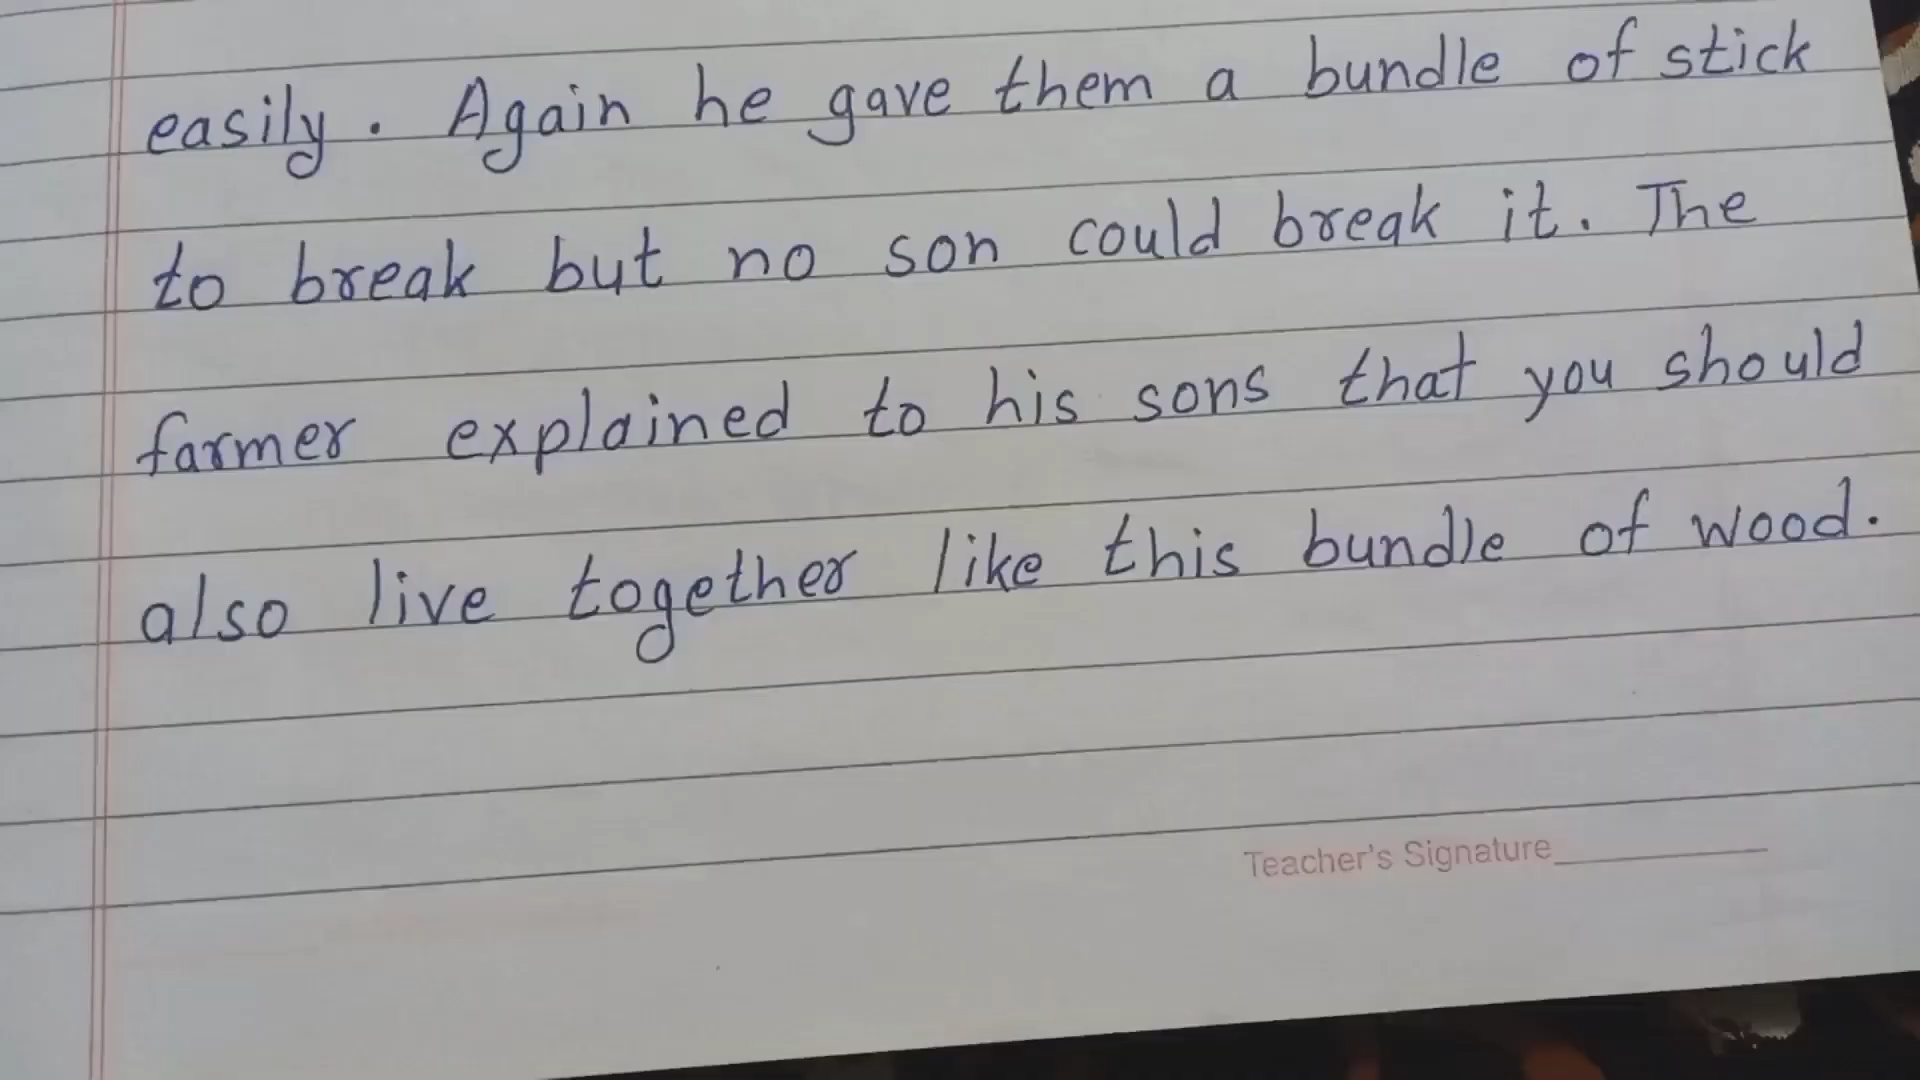 easily. Again he gave them a bundle of stick
to break but no son could break it. The
farmer explained to his sons that you should
also live together like this bundle of wood.
Teacher's Signature